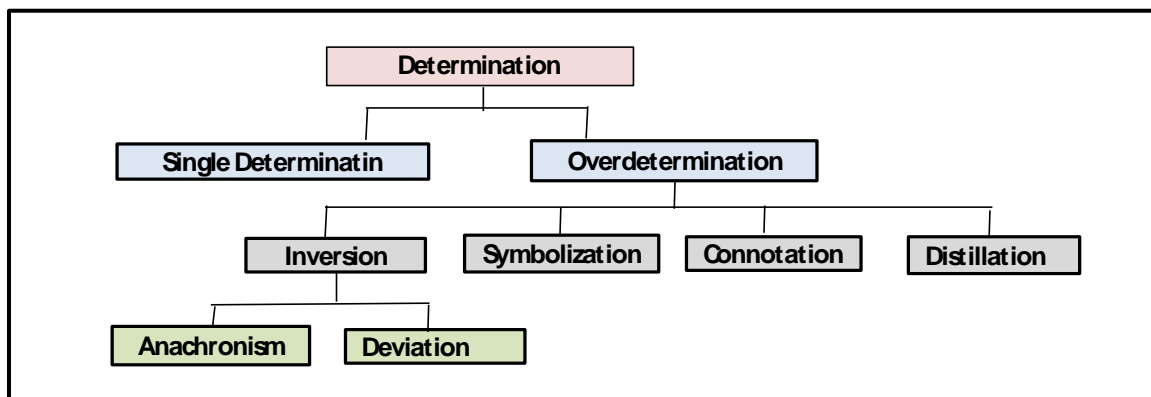 Determination
Single Determinatin
Overdetermination
Inversion
Symbolization
Connotation
Distillation
Anachronism
Deviation